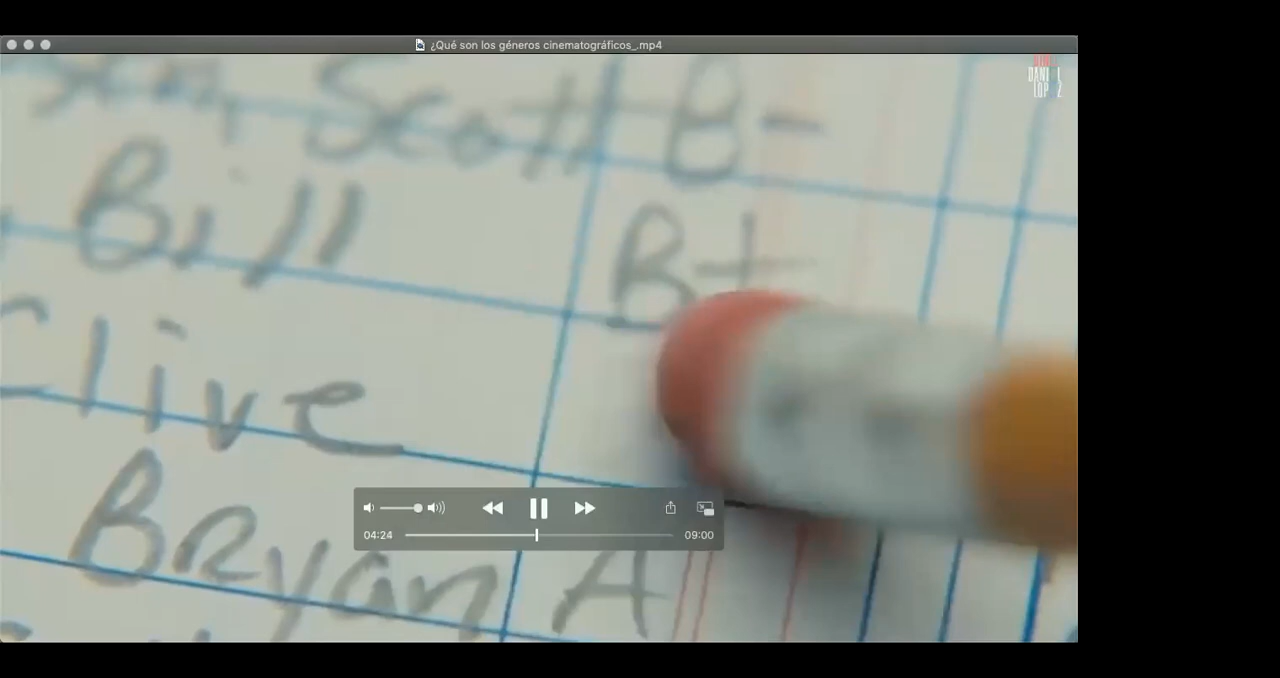 ¿Qué son los géneros cinematográficos_.mp4
Scott B-
Bill B+
Clive
Bryan A
04:24 09:00